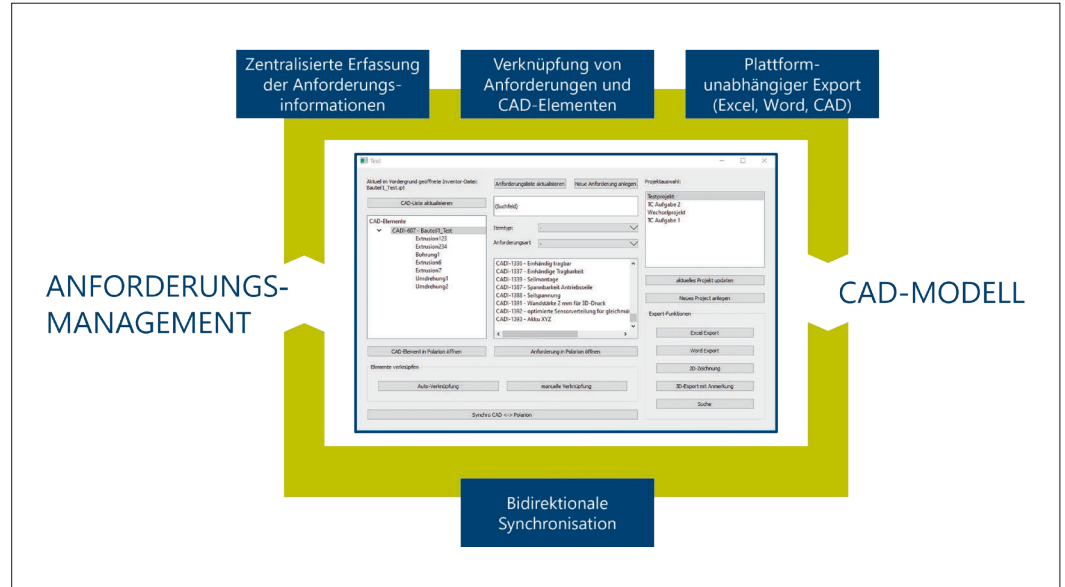 Zentralisierte Erfassung
der Anforderungs-
informationen
Verknüpfung von
Anforderungen und
CAD-Elementen
Plattform-
unabhängiger Export
(Excel, Word, CAD)
ANFORDERUNGS-
MANAGEMENT
CAD-MODELL
Test
Aktuell im Vordergrund geöffnete Inventor-Datei:
Bauteil1_Test.ipt
CAD-Liste aktualisieren
CAD-Elemente
CADI-607 - Bauteil1_Test
Extrusion123
Extrusion234
Bohrung1
Extrusion6
Extrusion7
Umdrehung1
Umdrehung2
CAD-Element in Polarion öffnen
Anforderungsliste aktualisieren
Neue Anforderung anlegen
(Suchfeld)
Itemtyp: -
Anforderungsart -
CADI-1336 - Einhändig tragbar
CADI-1337 - Einhändige Tragbarkeit
CADI-1339 - Seilmontage
CADI-1387 - Spannbarkeit Antriebsseile
CADI-1388 - Seilspannung
CADI-1391 - Wandstärke 2 mm für 3D-Druck
CADI-1392 - optimierte Sensorverteilung für gleichmäs
CADI-1393 - Akku XYZ
Anforderung in Polarion öffnen
Elemente verknüpfen
Auto-Verknüpfung
manuelle Verknüpfung
Synchro CAD <-> Polarion
Projektauswahl:
Testprojekt
TC Aufgabe 2
Wechselprojekt
TC Aufgabe 1
aktuelles Projekt updaten
Neues Project anlegen
Export-Funktionen
Excel Export
Word Export
2D-Zeichnung
3D-Export mit Anmerkung
Suche
Bidirektionale
Synchronisation